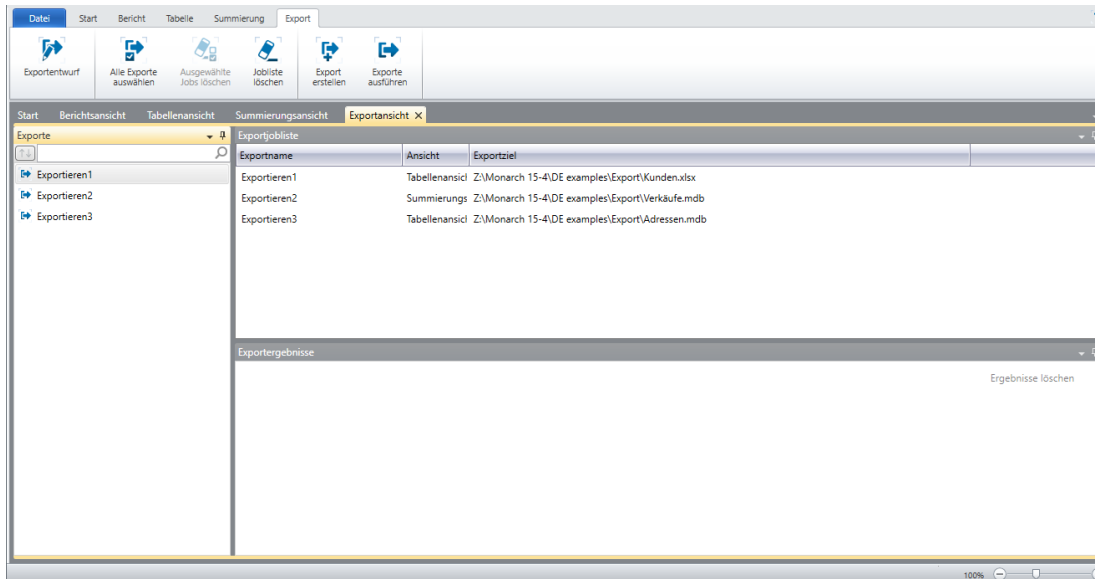 Datei Start Bericht Tabelle Summierung Export
Exportentwurf
Alle Exporte auswählen
Ausgewählte Jobs löschen
Jobliste löschen
Export erstellen
Exporte ausführen
Start Berichtsansicht Tabellenansicht Summierungsansicht Exportansicht X
Exporte
Exportieren1
Exportieren2
Exportieren3
Exportjobliste
Exportname Ansicht Exportziel
Exportieren1 Tabellenansicl Z:\Monarch 15-4\DE examples\Export\Kunden.xlsx
Exportieren2 Summierungs Z:\Monarch 15-4\DE examples\Export\Verkäufe.mdb
Exportieren3 Tabellenansicl Z:\Monarch 15-4\DE examples\Export\Adressen.mdb
Exportergebnisse
Ergebnisse löschen
100%